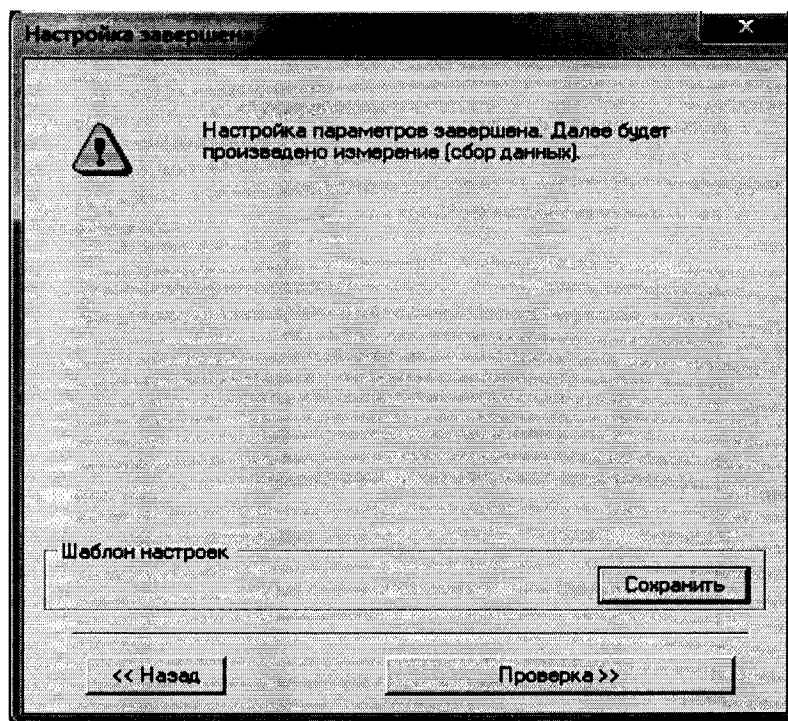 Настройка завершена
X
Настройка параметров завершена. Далее будет
произведено измерение (сбор данных).
Шаблон настроек
Сохранить
<< Назад
Проверка >>